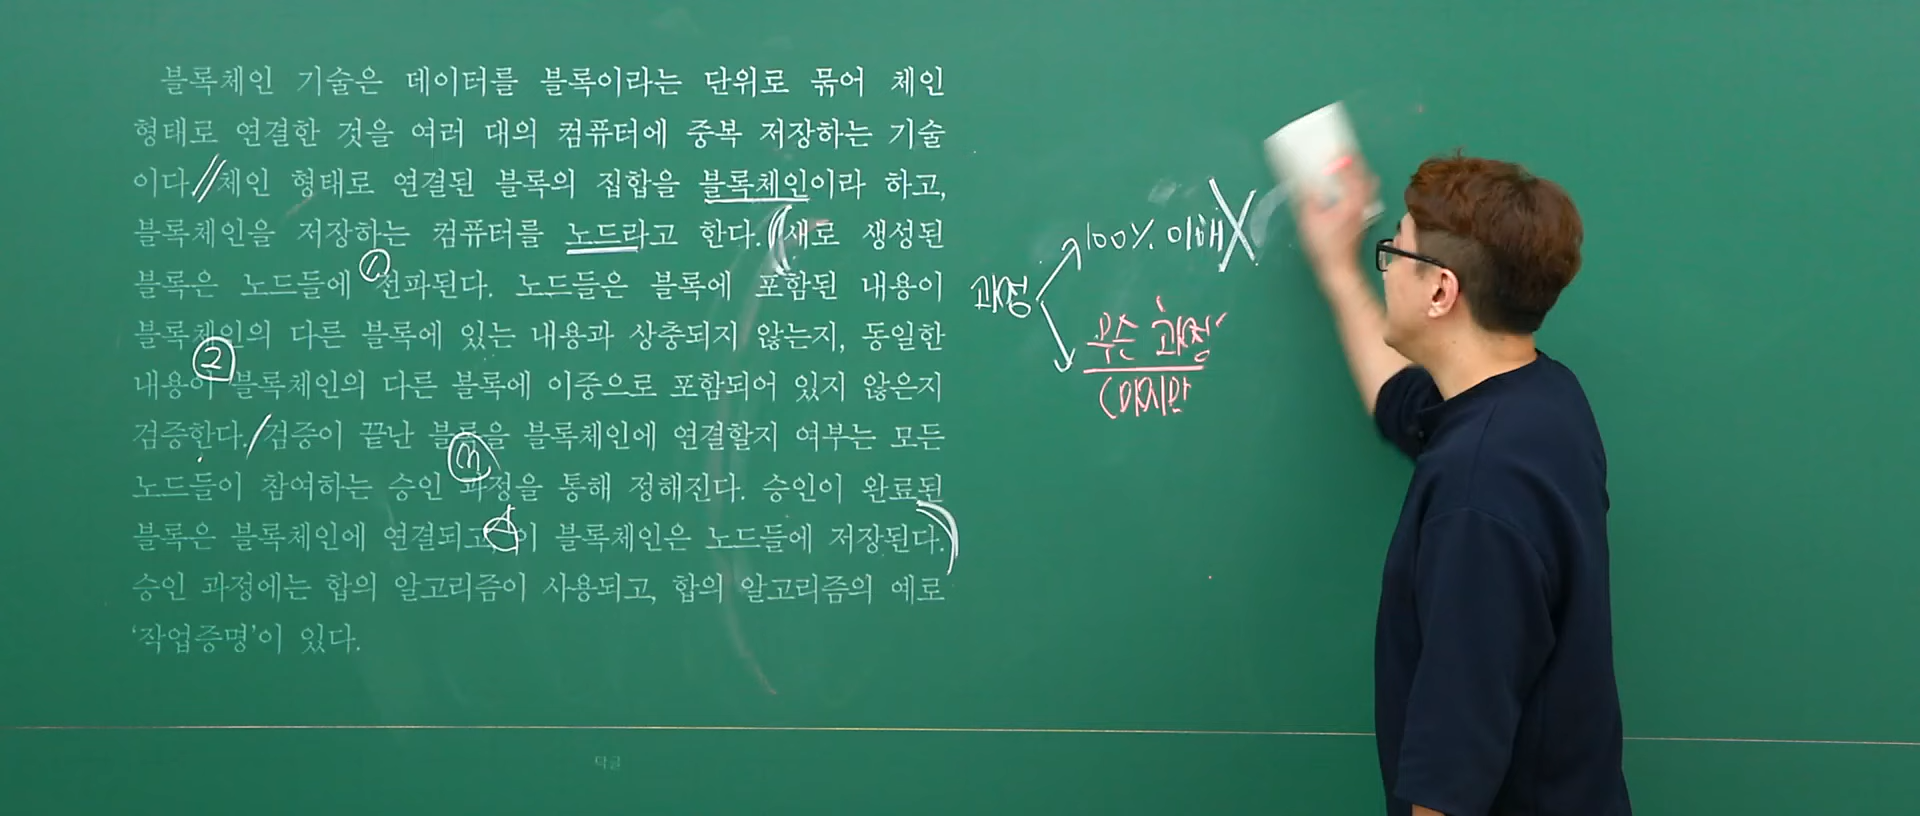 블록체인 기술은 데이터를 블록이라는 단위로 묶어 체인
형태로 연결한 것을 여러 대의 컴퓨터에 중복 저장하는 기술
이다. 체인 형태로 연결된 블록의 집합을 블록체인이라 하고,
블록체인을 저장하는 컴퓨터를 노드라고 한다. 새로 생성된
①
블록은 노드들에 전파된다. 노드들은 블록에 포함된 내용이
블록체인의 다른 블록에 있는 내용과 상충되지 않는지, 동일한
②
내용이 블록체인의 다른 블록에 이중으로 포함되어 있지 않은지
검증한다. 검증이 끝난 블록을 블록체인에 연결할지 여부는 모든
③
노드들이 참여하는 승인 과정을 통해 정해진다. 승인이 완료된
④
블록은 블록체인에 연결되고, 이 블록체인은 노드들에 저장된다.
승인 과정에는 합의 알고리즘이 사용되고, 합의 알고리즘의 예로
‘작업증명’이 있다.
과정
100% 이해 X
무슨 과정